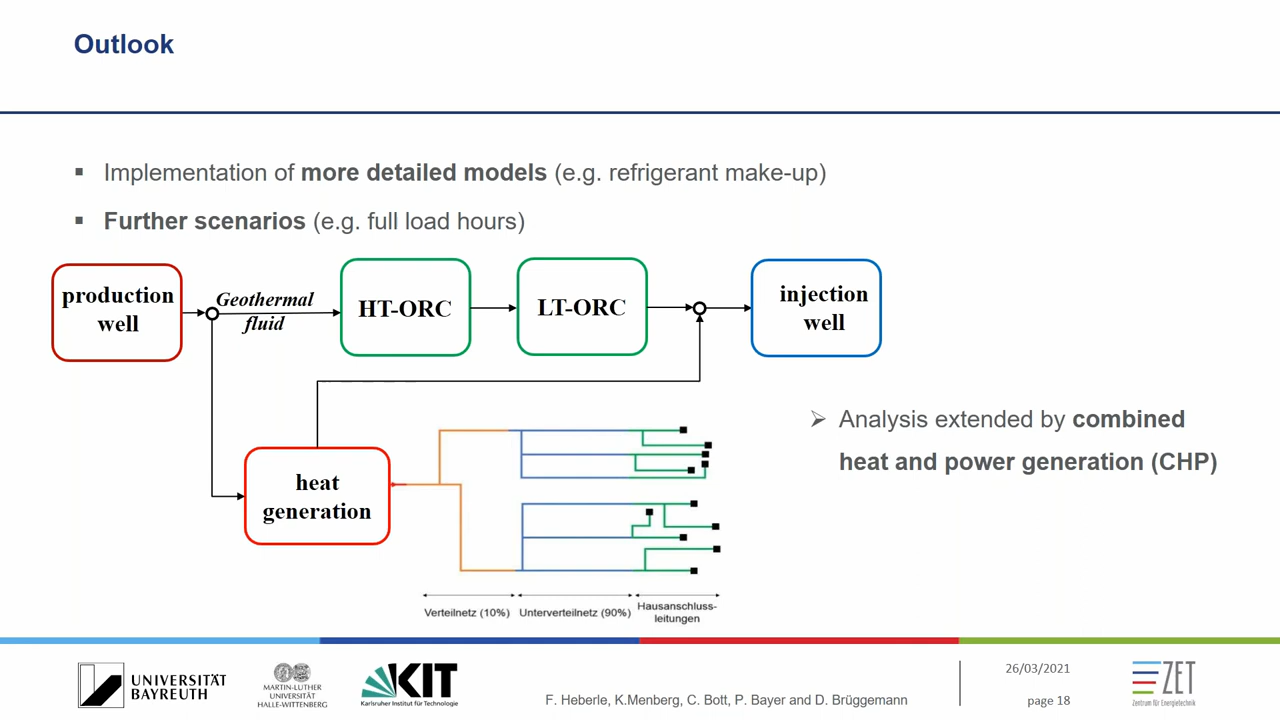 Outlook
▪ Implementation of more detailed models (e.g. refrigerant make-up)
▪ Further scenarios (e.g. full load hours)
production
well
Geothermal
fluid
HT-ORC
LT-ORC
injection
well
➢ Analysis extended by combined
heat and power generation (CHP)
heat
generation
Verteilnetz (10%)
Unterverteilnetz (90%)
Hausanschluss-
leitungen
UNIVERSITÄT
BAYREUTH
MARTIN-LUTHER
UNIVERSITÄT
HALLE-WITTENBERG
KIT
Karlsruher Institut für Technologie
F. Heberle, K.Menberg, C. Bott, P. Bayer and D. Brüggemann
26/03/2021
page 18
ZET
Zentrum für Energietechnik